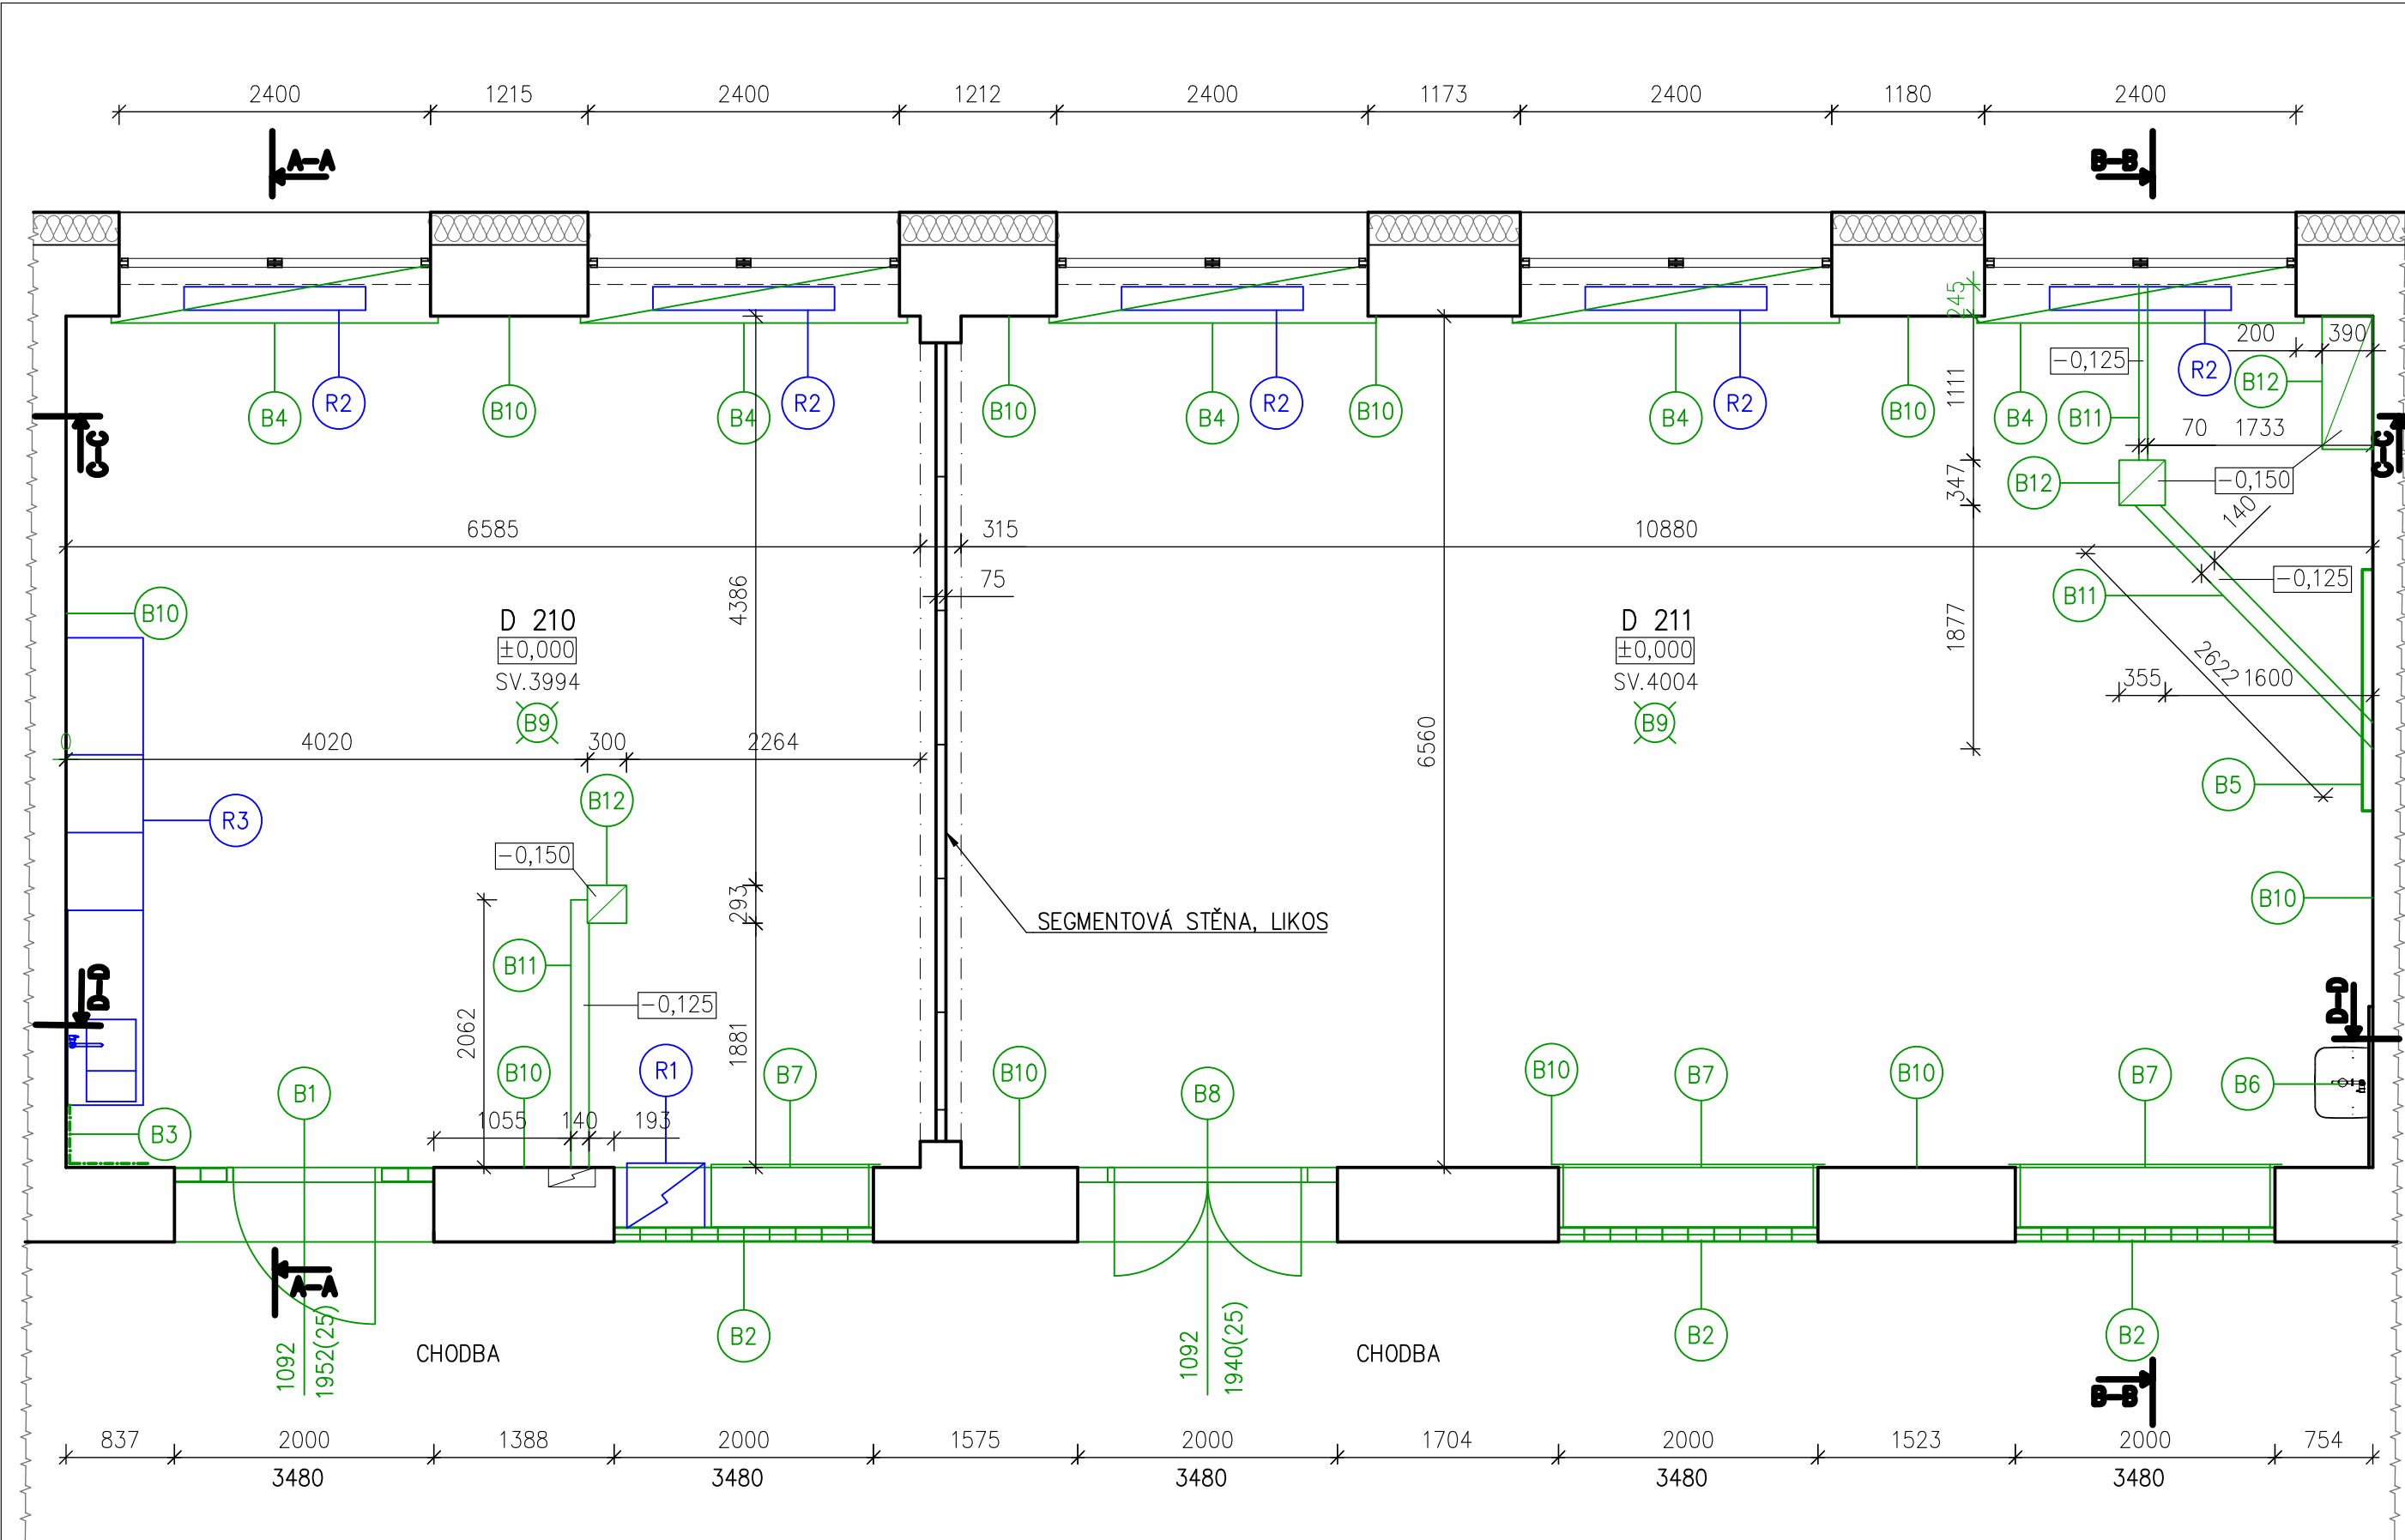 2400 1215 2400 1212 2400 1173 2400 1180 2400
A-A B-B
245
200 390
-0,125
R2 B12
R2 R2 R2 R2 1111
B4 B10 B4 B10 B4 B10 B4 B10 B4 B11
C-C C-C
70 1733
B12 347 -0,150
140
6585 315 10880
75 -0,125
4386 B11
B10 D 210 D 211
±0,000 ±0,000
SV.3994 SV.4004
1877
2622
355 1600
B9 B9
0 4020 300 2264 6560
B5
B12
R3
-0,150
293 B10
SEGMENTOVÁ STĚNA, LIKOS
B11
D-D D-D
-0,125
2062 1881
B10 R1 B7 B10 B10 B7 B10 B7
B1 B8 B6
B3 1055 140 193
A-A
1092 1952(25) 1092 1940(25)
B2 B2 B2
CHODBA CHODBA
B-B
837 2000 1388 2000 1575 2000 1704 2000 1523 2000 754
3480 3480 3480 3480 3480